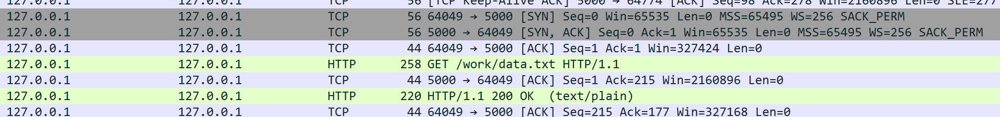 127.0.0.1 127.0.0.1 TCP 56 [TCP Keep-Alive ACK] 5000 → 64774 [ACK] Seq=98 Ack=278 Win=2160896 Len=0 SLE=277
127.0.0.1 127.0.0.1 TCP 56 64049 → 5000 [SYN] Seq=0 Win=65535 Len=0 MSS=65495 WS=256 SACK_PERM
127.0.0.1 127.0.0.1 TCP 56 5000 → 64049 [SYN, ACK] Seq=0 Ack=1 Win=65535 Len=0 MSS=65495 WS=256 SACK_PERM
127.0.0.1 127.0.0.1 TCP 44 64049 → 5000 [ACK] Seq=1 Ack=1 Win=327424 Len=0
127.0.0.1 127.0.0.1 HTTP 258 GET /work/data.txt HTTP/1.1
127.0.0.1 127.0.0.1 TCP 44 5000 → 64049 [ACK] Seq=1 Ack=215 Win=2160896 Len=0
127.0.0.1 127.0.0.1 HTTP 220 HTTP/1.1 200 OK (text/plain)
127.0.0.1 127.0.0.1 TCP 44 64049 → 5000 [ACK] Seq=215 Ack=177 Win=327168 Len=0